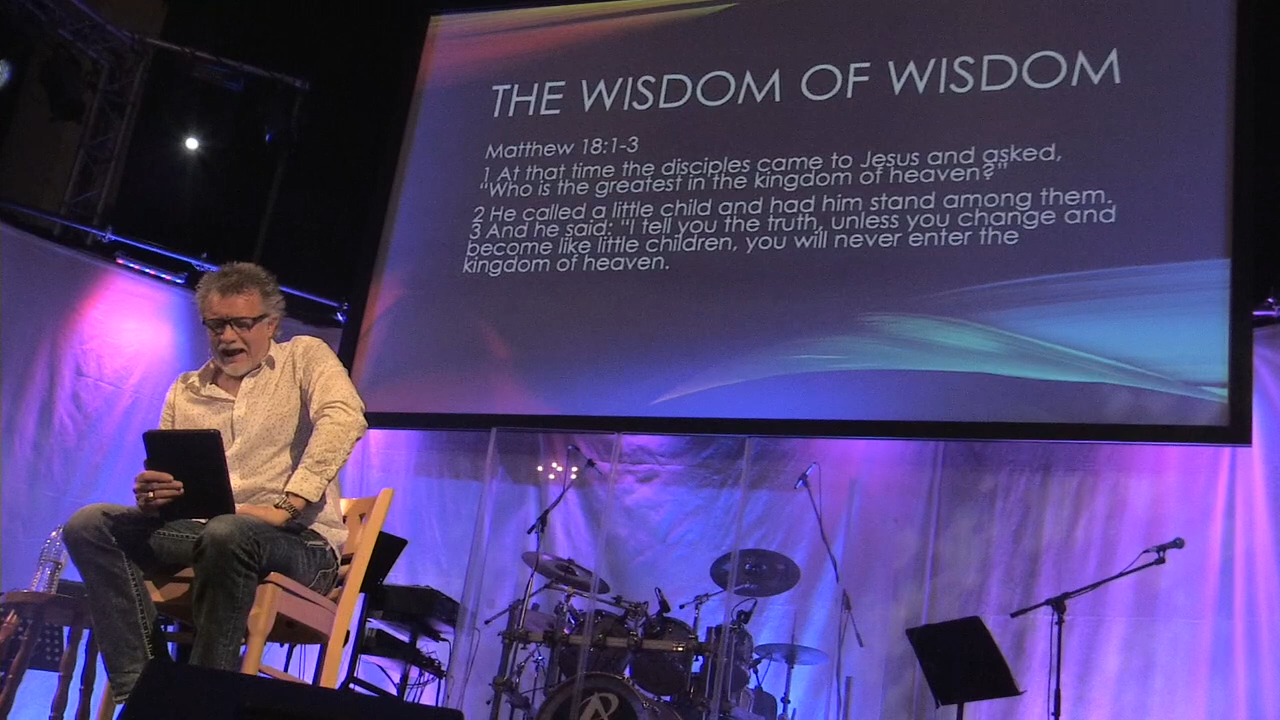 THE WISDOM OF WISDOM
Matthew 18:1-3
1 At that time the disciples came to Jesus and asked,
"Who is the greatest in the kingdom of heaven?"
2 He called a little child and had him stand among them.
3 And he said: "I tell you the truth, unless you change and
become like little children, you will never enter the
kingdom of heaven.